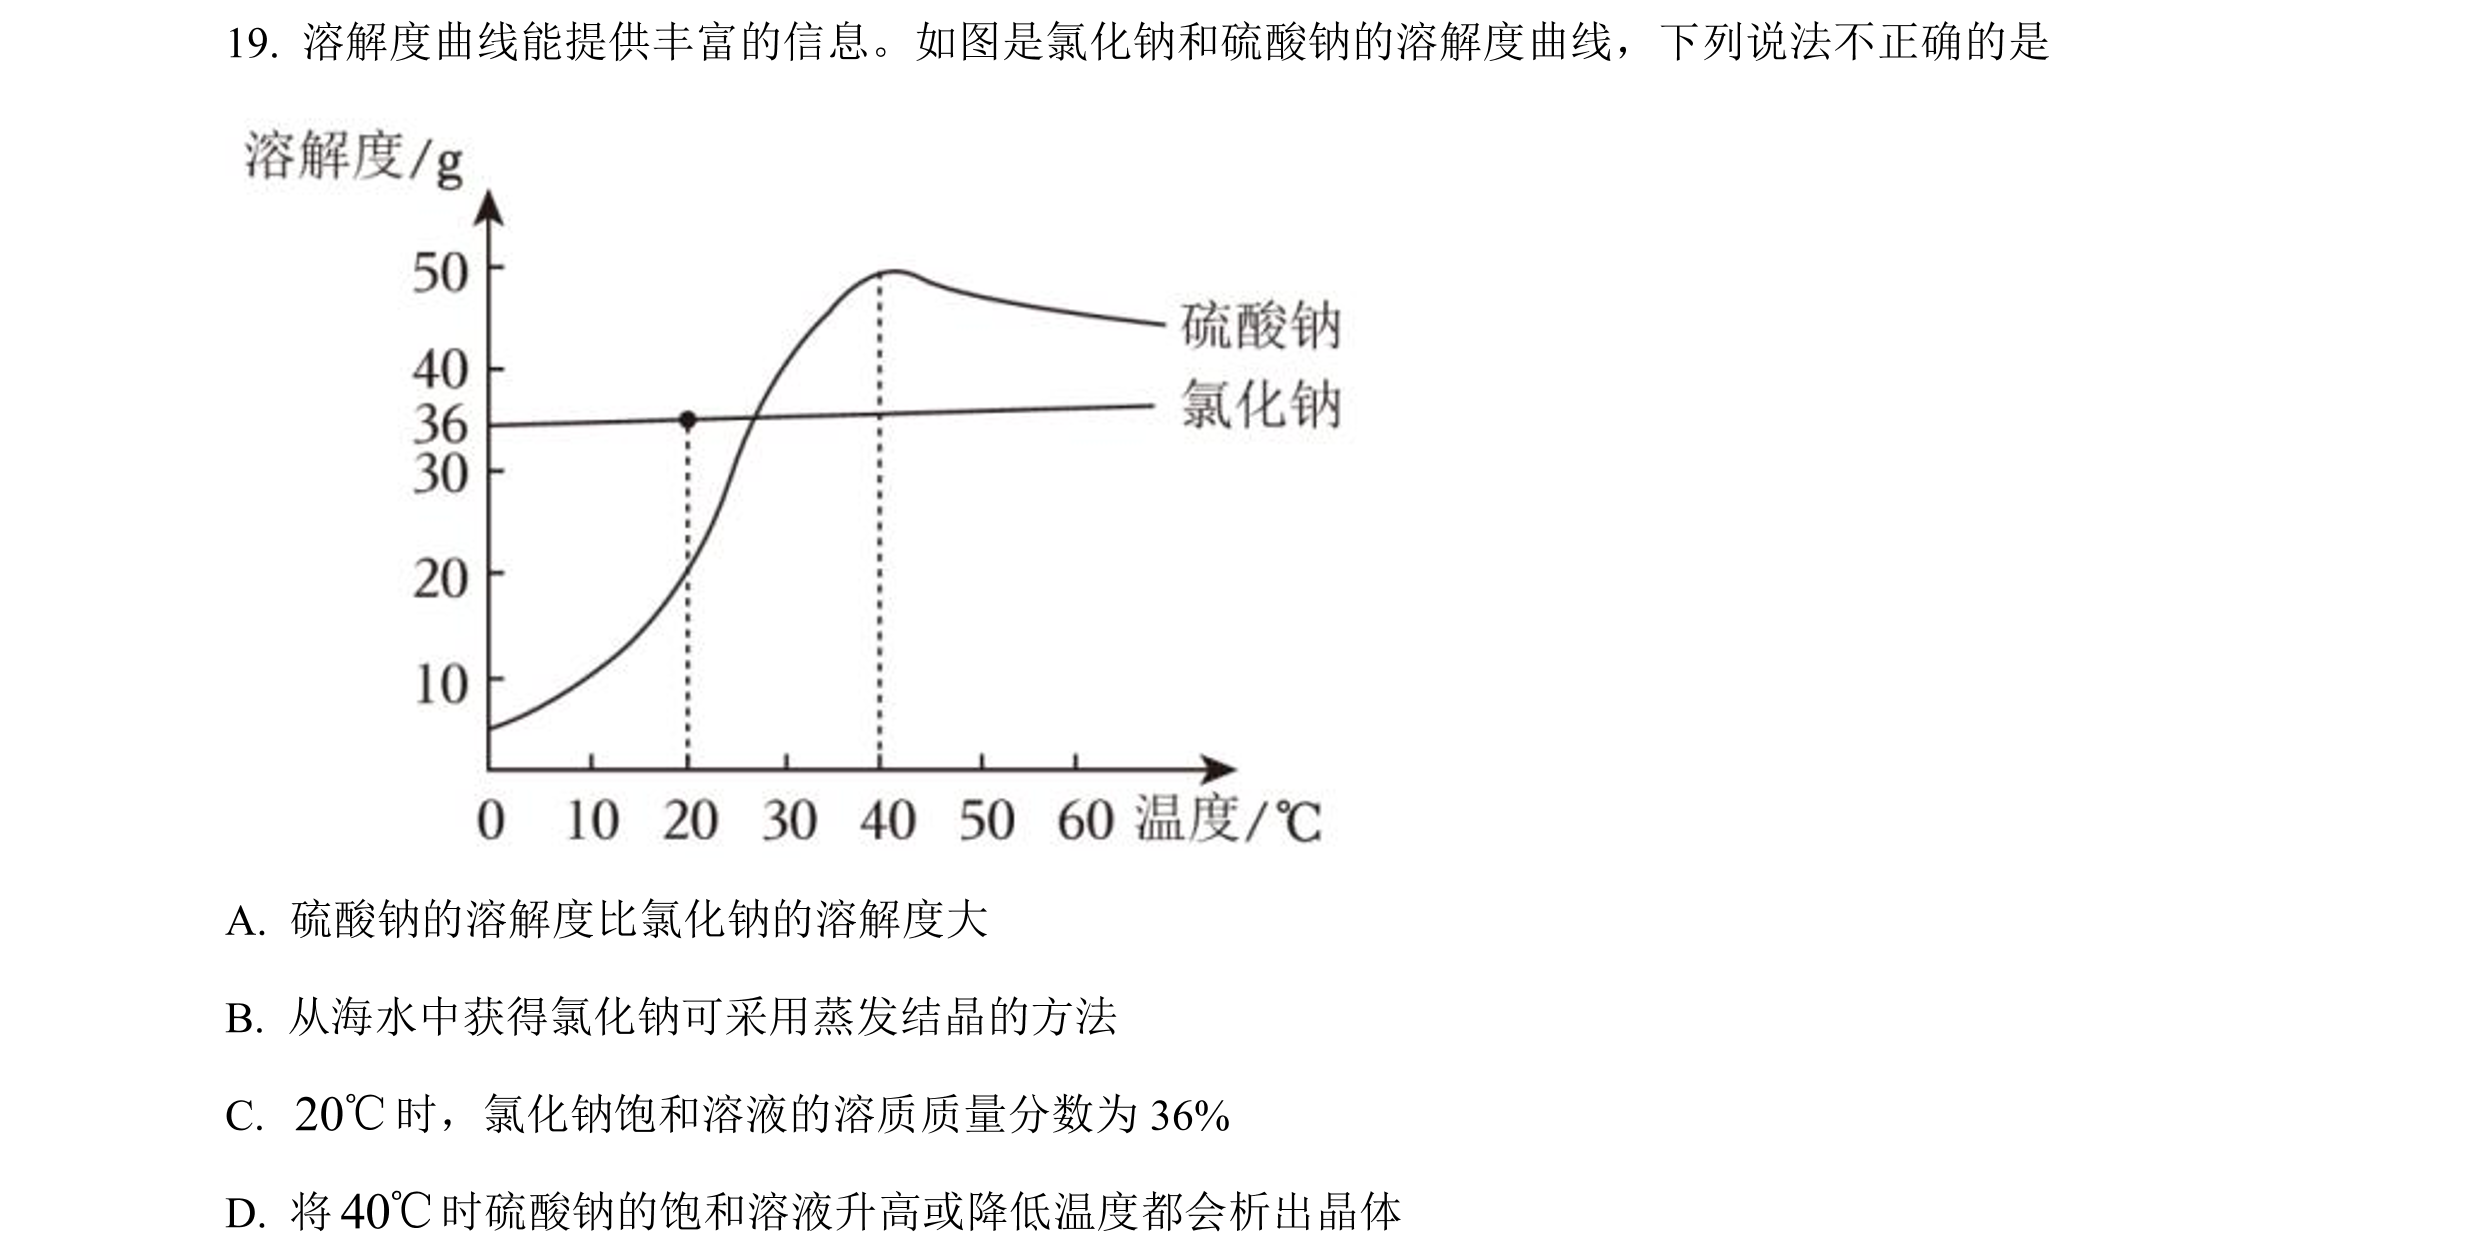 19. 溶解度曲线能提供丰富的信息。如图是氯化钠和硫酸钠的溶解度曲线，下列说法不正确的是
溶解度/g
50
硫酸钠
40
氯化钠
36
30
20
10
0 10 20 30 40 50 60 温度/℃
A. 硫酸钠的溶解度比氯化钠的溶解度大
B. 从海水中获得氯化钠可采用蒸发结晶的方法
C. 20℃时，氯化钠饱和溶液的溶质质量分数为 36%
D. 将 40℃时硫酸钠的饱和溶液升高或降低温度都会析出晶体